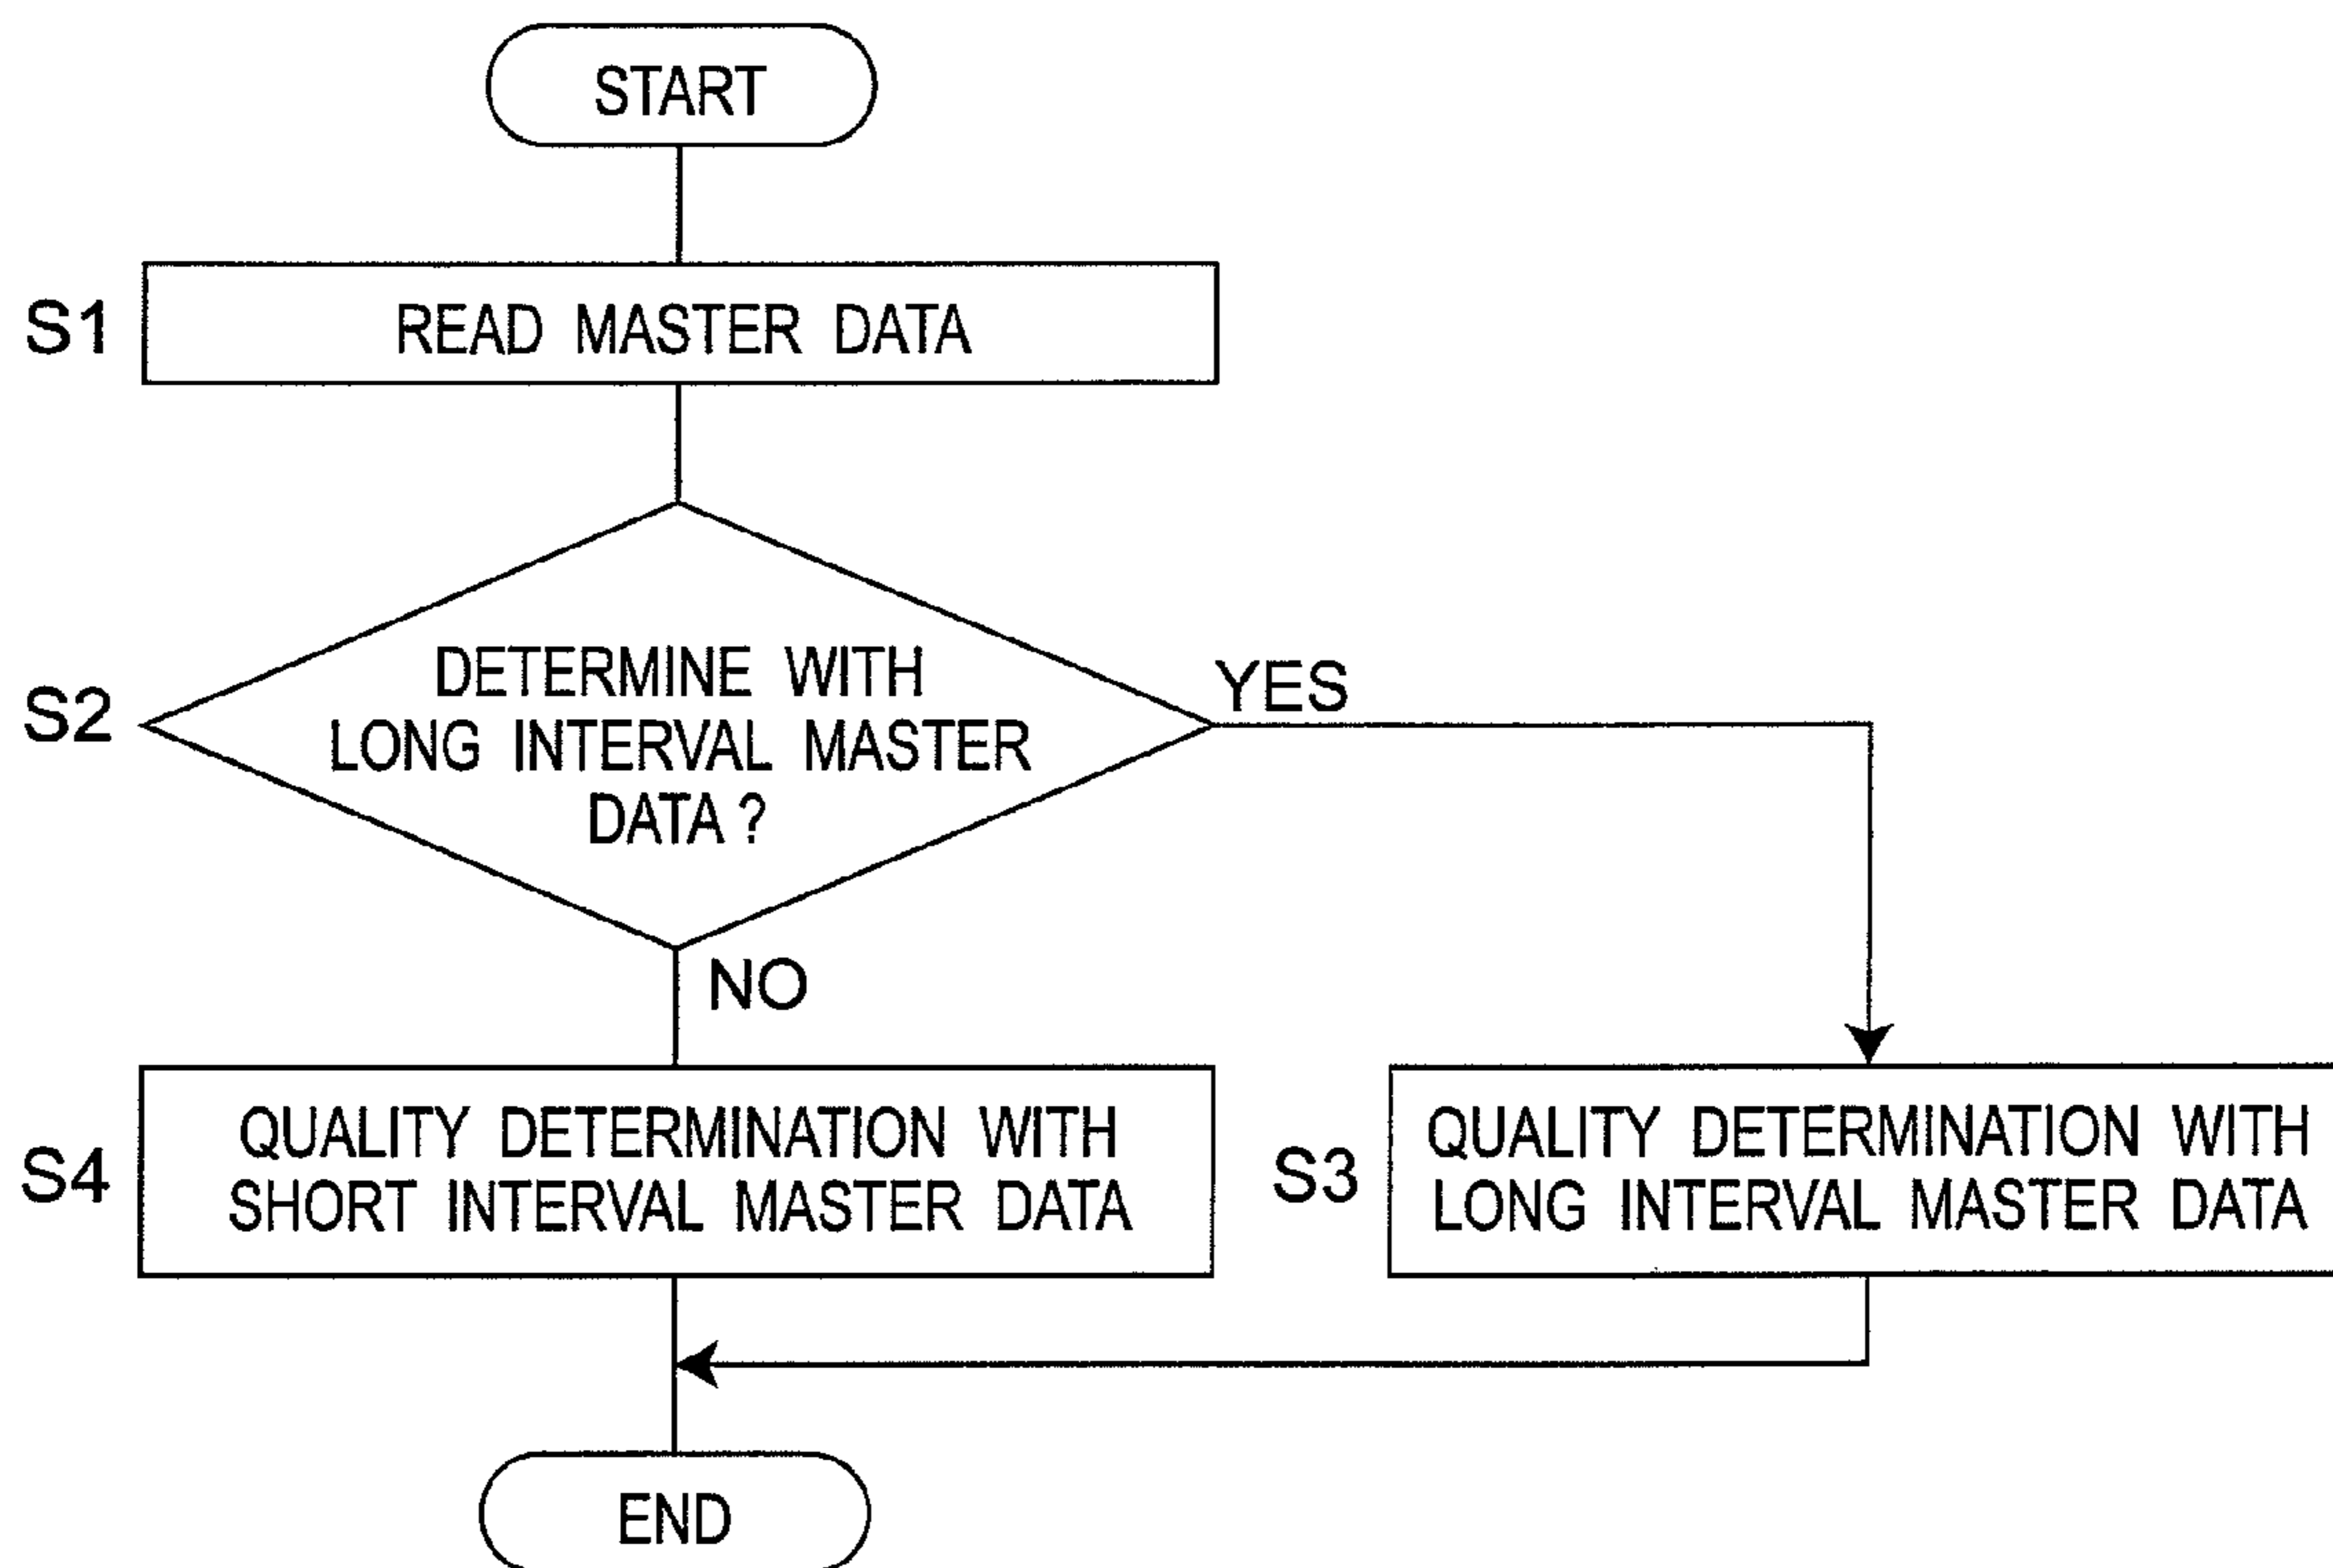 START
S1
READ MASTER DATA
S2
DETERMINE WITH
LONG INTERVAL MASTER
DATA ?
YES
NO
S4
QUALITY DETERMINATION WITH
SHORT INTERVAL MASTER DATA
S3
QUALITY DETERMINATION WITH
LONG INTERVAL MASTER DATA
END